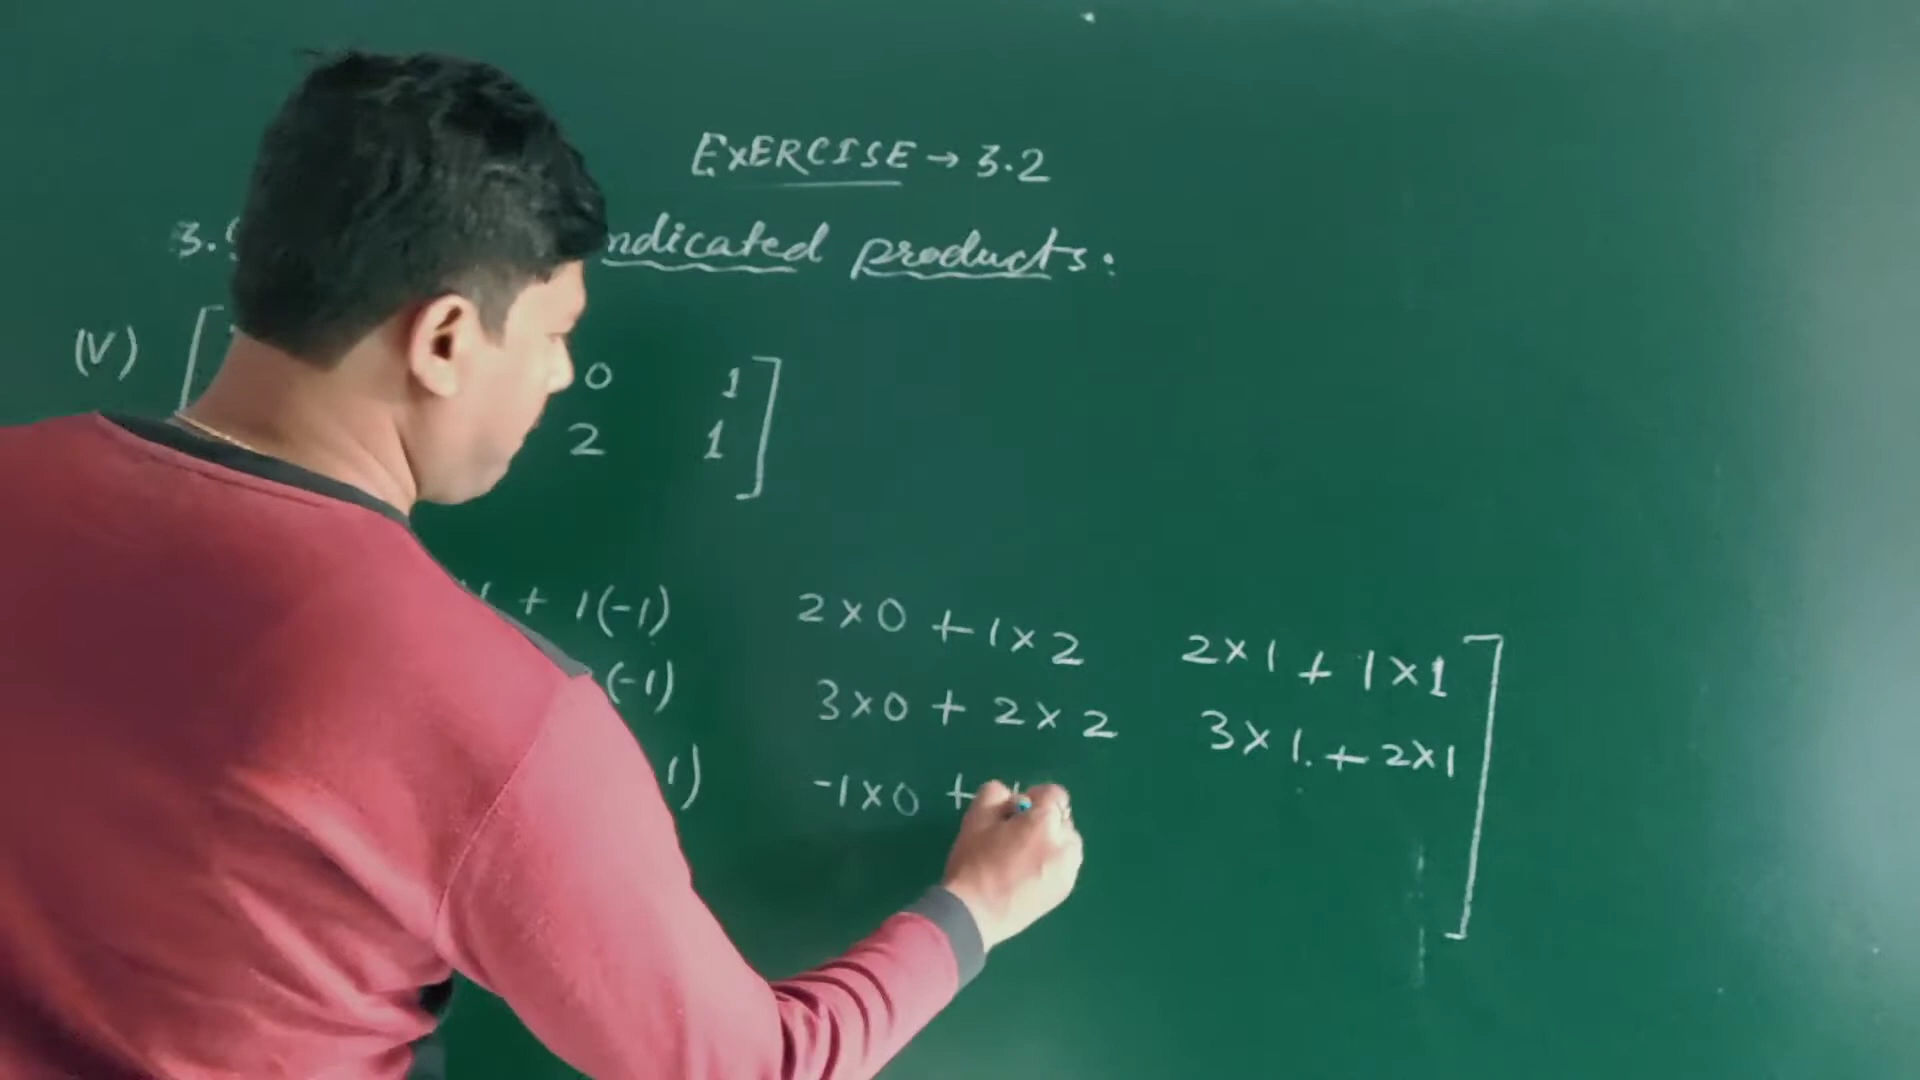 EXERCISE → 3.2
3. indicated products:
(V) [ 0 1 ]
2 1
+ 1(-1) 2×0 + 1×2 2×1 + 1×1 ]
(-1) 3×0 + 2×2 3×1 + 2×1
1) -1×0 +